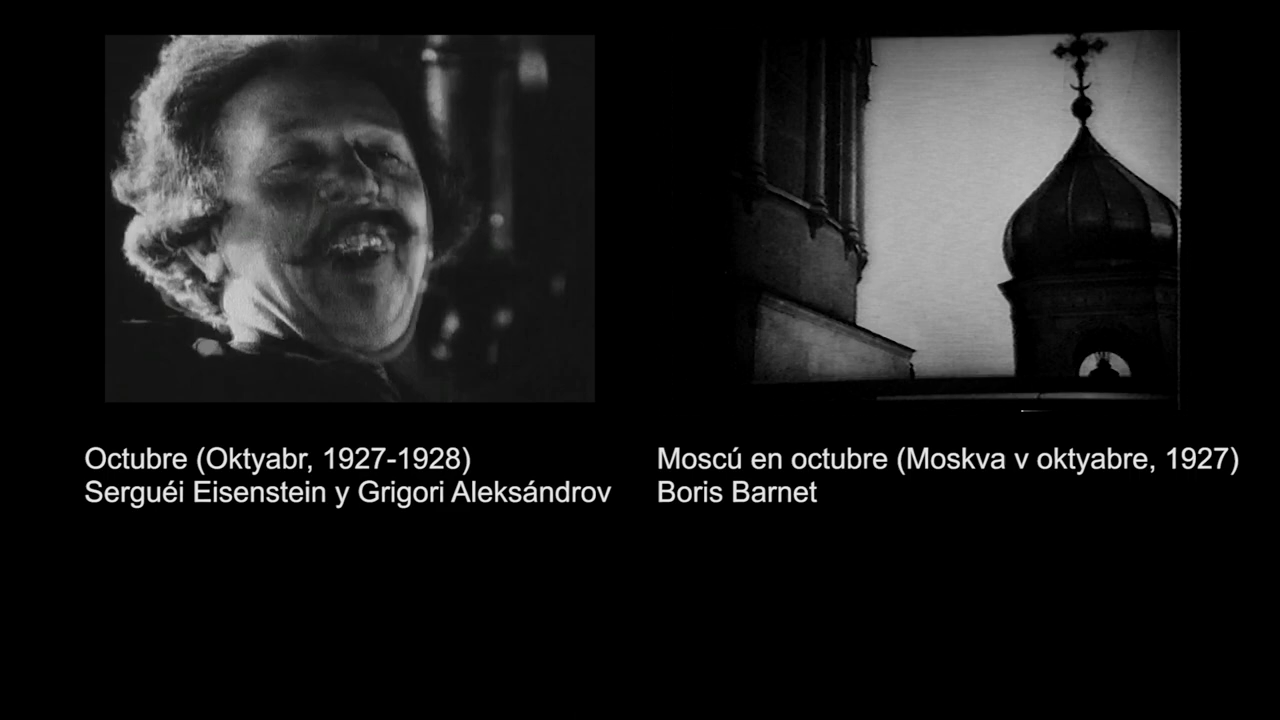 Octubre (Oktyabr, 1927-1928)
Serguéi Eisenstein y Grigori Aleksándrov
Moscú en octubre (Moskva v oktyabre, 1927)
Boris Barnet